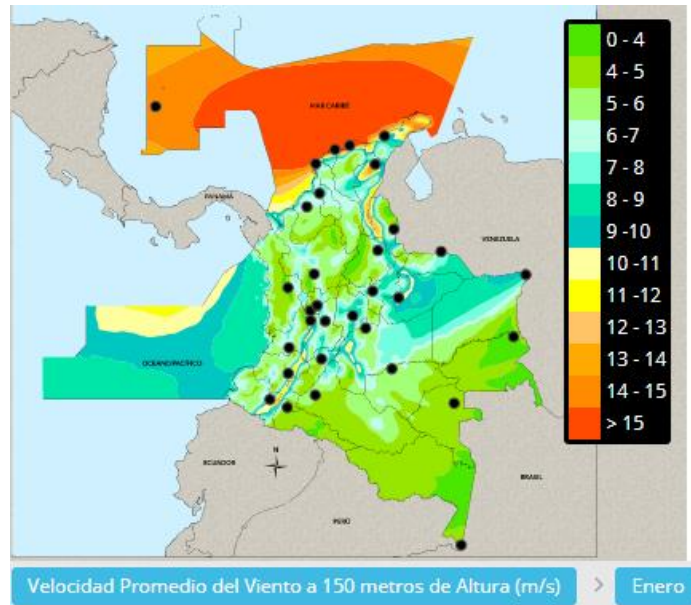 0 - 4
4 - 5
5 - 6
6 - 7
7 - 8
8 - 9
9 - 10
10 -11
11 -12
12 - 13
13 - 14
14 - 15
> 15
MAR CARIBE
PANAMÁ
VENEZUELA
OCEANO PACÍFICO
N
ECUADOR
BRASIL
PERÚ
Velocidad Promedio del Viento a 150 metros de Altura (m/s) > Enero